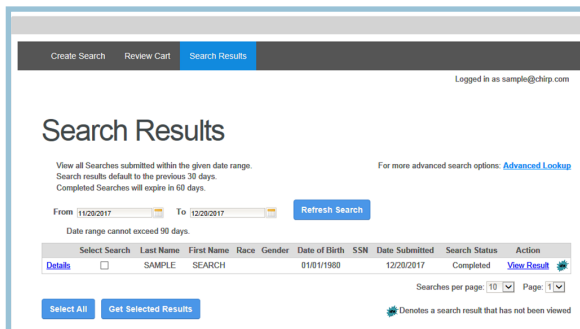 Create Search Review Cart Search Results
Logged in as sample@chirp.com
Search Results
View all Searches submitted within the given date range.
Search results default to the previous 30 days.
Completed Searches will expire in 60 days.
For more advanced search options: Advanced Lookup
From 11/20/2017 To 12/20/2017 Refresh Search
Date range cannot exceed 90 days.
Select Search Last Name First Name Race Gender Date of Birth SSN Date Submitted Search Status Action
Details SAMPLE SEARCH 01/01/1980 12/20/2017 Completed View Result
Searches per page: 10 Page: 1
Select All Get Selected Results
Denotes a search result that has not been viewed